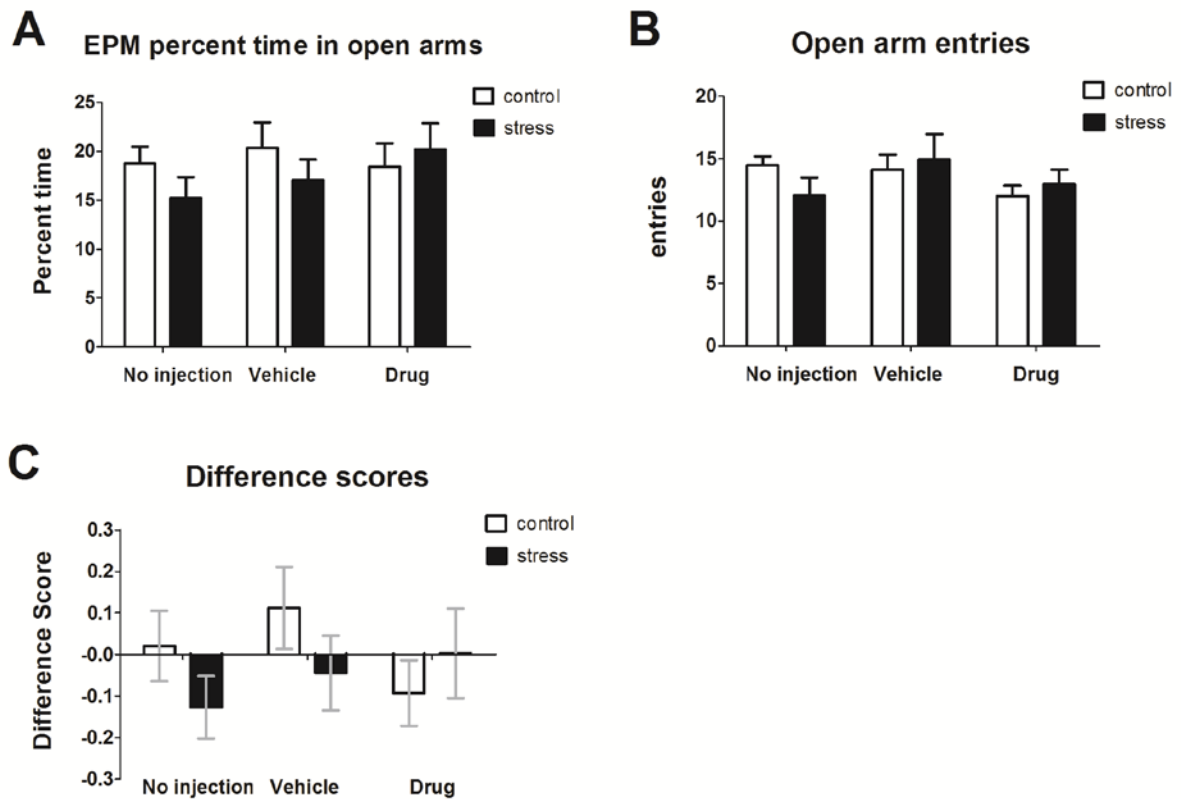 A
EPM percent time in open arms
control
stress
Percent time
25
20
15
10
5
0
No injection Vehicle Drug
B
Open arm entries
control
stress
entries
20
15
10
5
0
No injection Vehicle Drug
C
Difference scores
control
stress
Difference Score
0.3
0.2
0.1
-0.0
-0.1
-0.2
-0.3
No injection Vehicle Drug